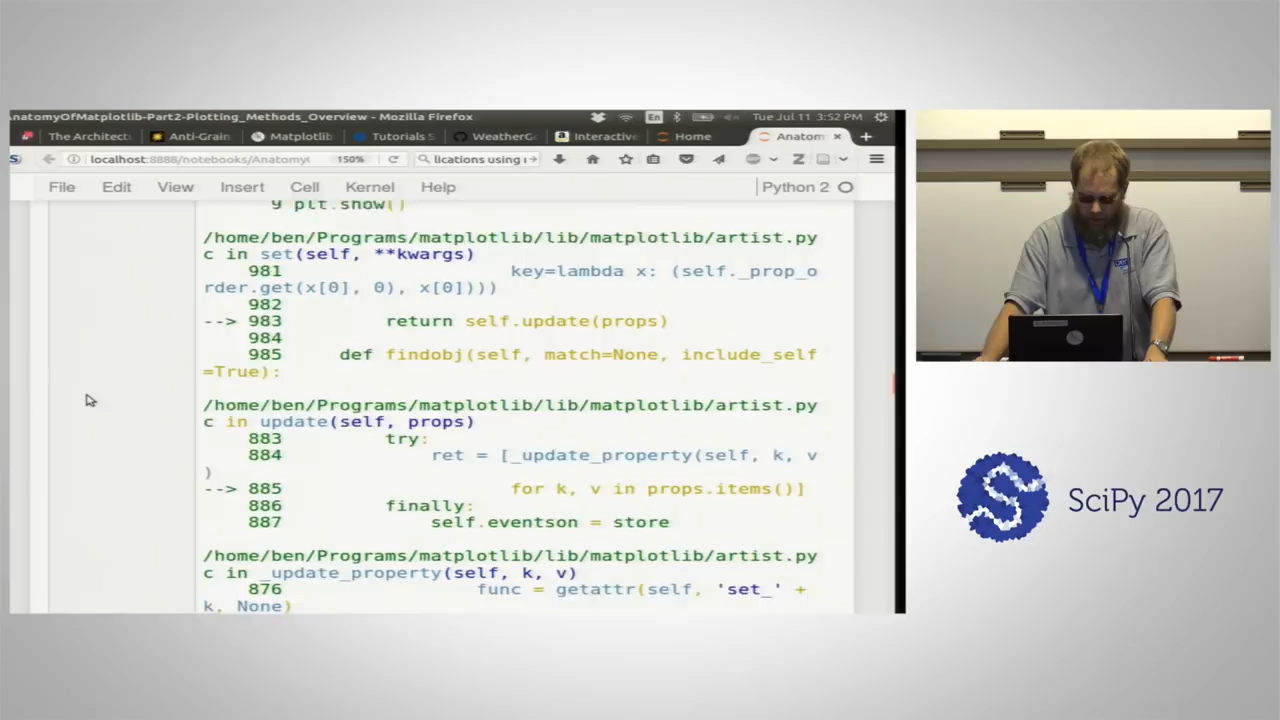 AnatomyOfMatplotlib-Part2-Plotting_Methods_Overview - Mozilla Firefox
En
Tue Jul 11 3:52 PM
The Architect
Anti-Grain
Matplotlib
Tutorials S
WeatherG
Interactive
Home
Anatom
localhost:8888/notebooks/Anatomy
150%
lications using
File
Edit
View
Insert
Cell
Kernel
Help
Python 2
9 plt.show()
/home/ben/Programs/matplotlib/lib/matplotlib/artist.py
c in set(self, **kwargs)
981 key=lambda x: (self._prop_o
rder.get(x[0], 0), x[0])))
982
--> 983 return self.update(props)
984
985 def findobj(self, match=None, include_self
=True):
/home/ben/Programs/matplotlib/lib/matplotlib/artist.py
c in update(self, props)
883 try:
884 ret = [_update_property(self, k, v
)
--> 885 for k, v in props.items()]
886 finally:
887 self.eventson = store
/home/ben/Programs/matplotlib/lib/matplotlib/artist.py
c in _update_property(self, k, v)
876 func = getattr(self, 'set_' +
k, None)
SciPy 2017